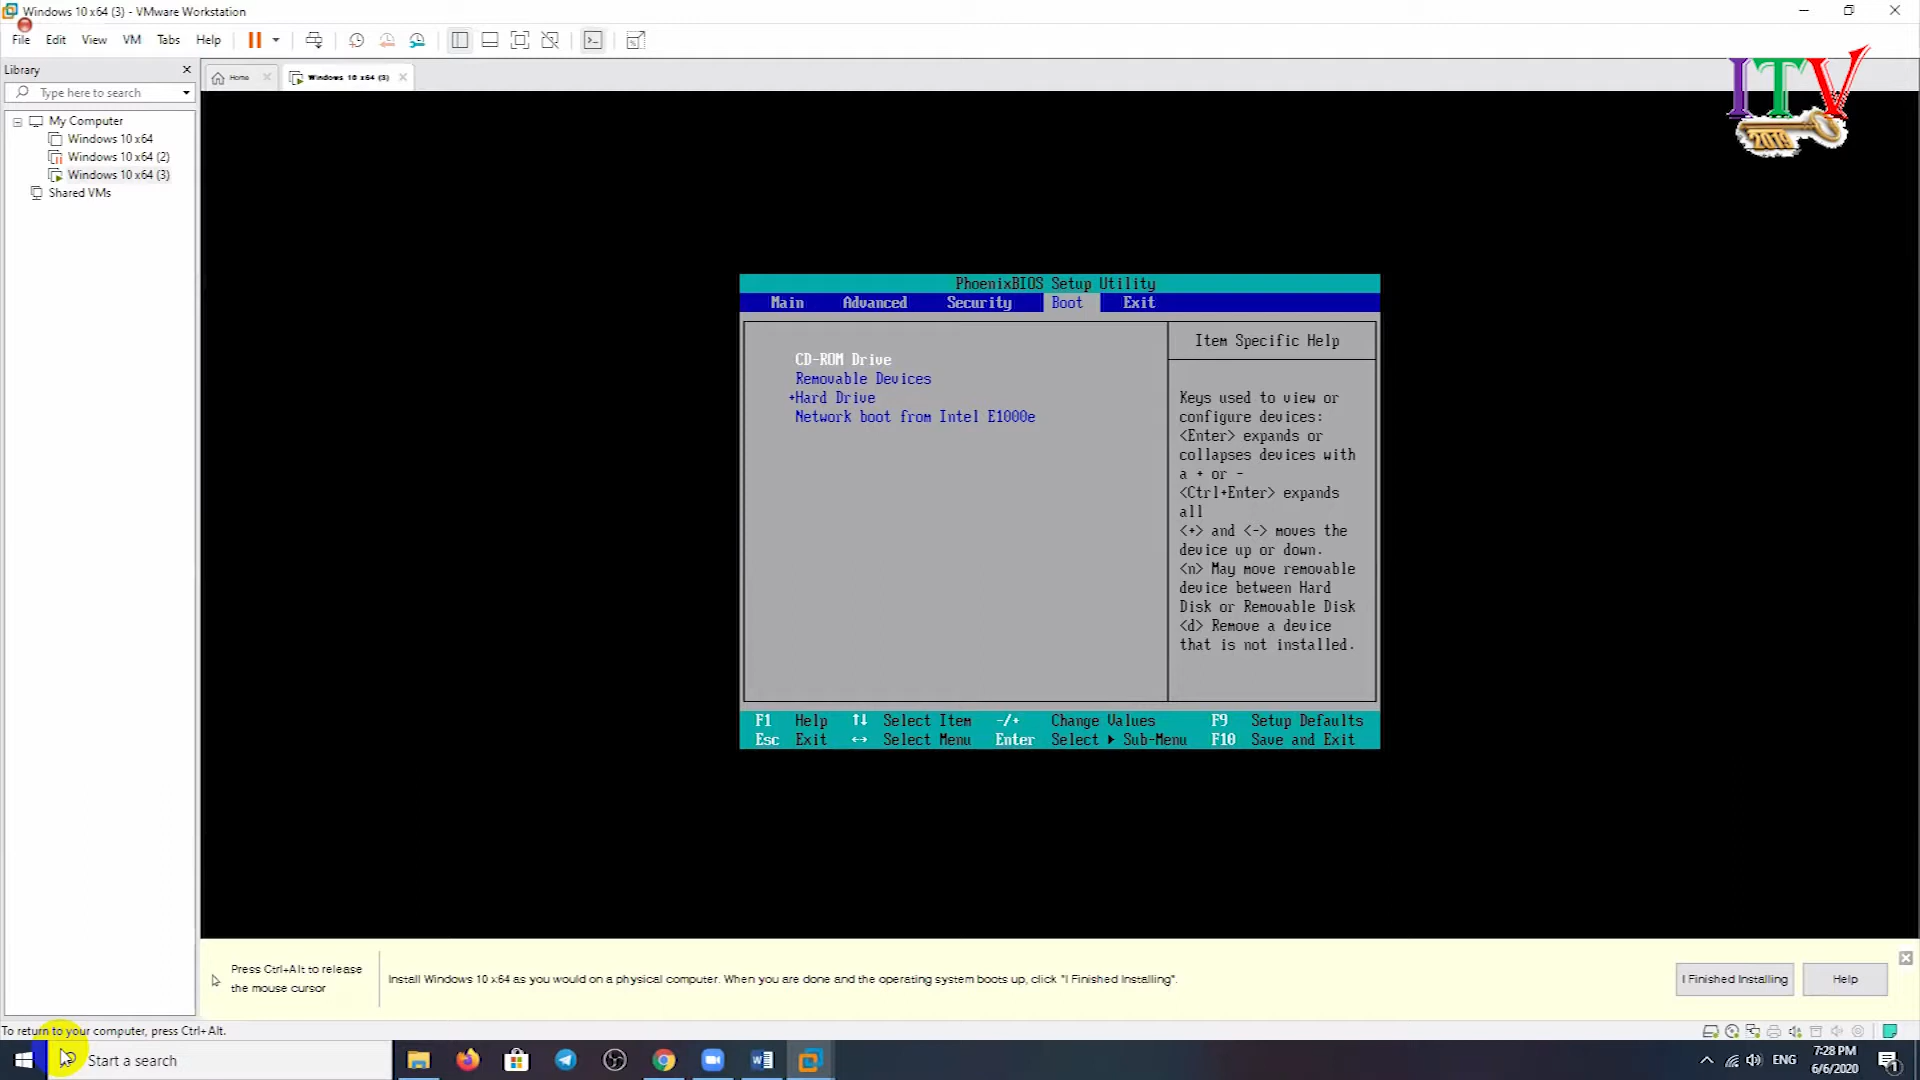 Windows 10 x64 (3) - VMware Workstation
File Edit View VM Tabs Help
Library
Type here to search
My Computer
Windows 10 x64
Windows 10 x64 (2)
Windows 10 x64 (3)
Shared VMs
Home
Windows 10 x64 (3)
ITV
2019
PhoenixBIOS Setup Utility
Main Advanced Security Boot Exit
CD-ROM Drive
Removable Devices
+Hard Drive
Network boot from Intel E1000e
Item Specific Help
Keys used to view or
configure devices:
<Enter> expands or
collapses devices with
a + or -
<Ctrl+Enter> expands
all
<+> and <-> moves the
device up or down.
<n> May move removable
device between Hard
Disk or Removable Disk
<d> Remove a device
that is not installed.
F1 Help ↑↓ Select Item -/+ Change Values F9 Setup Defaults
Esc Exit ↔ Select Menu Enter Select ▶ Sub-Menu F10 Save and Exit
Press Ctrl+Alt to release
the mouse cursor
Install Windows 10 x64 as you would on a physical computer. When you are done and the operating system boots up, click "I Finished Installing".
I Finished Installing
Help
To return to your computer, press Ctrl+Alt.
Start a search
ENG
7:28 PM
6/6/2020
1